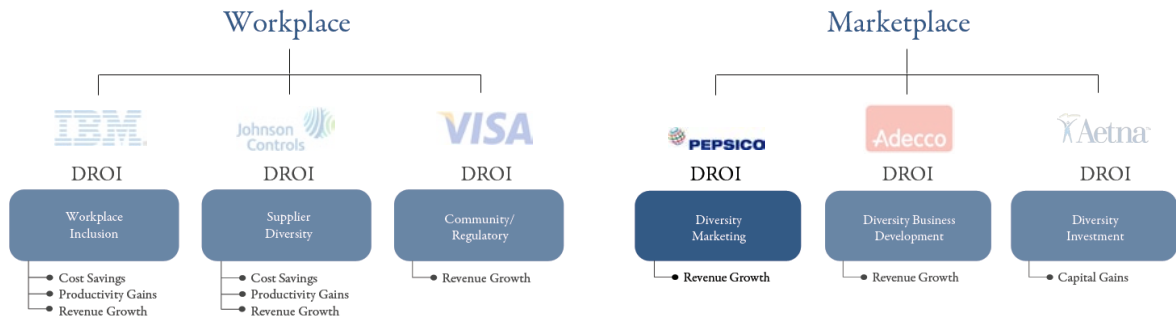 Workplace
IBM
DROI
Workplace
Inclusion
Cost Savings
Productivity Gains
Revenue Growth
Johnson
Controls
DROI
Supplier
Diversity
Cost Savings
Productivity Gains
Revenue Growth
VISA
DROI
Community/
Regulatory
Revenue Growth
Marketplace
PEPSICO
DROI
Diversity
Marketing
Revenue Growth
Adecco
DROI
Diversity Business
Development
Revenue Growth
Aetna
DROI
Diversity
Investment
Capital Gains